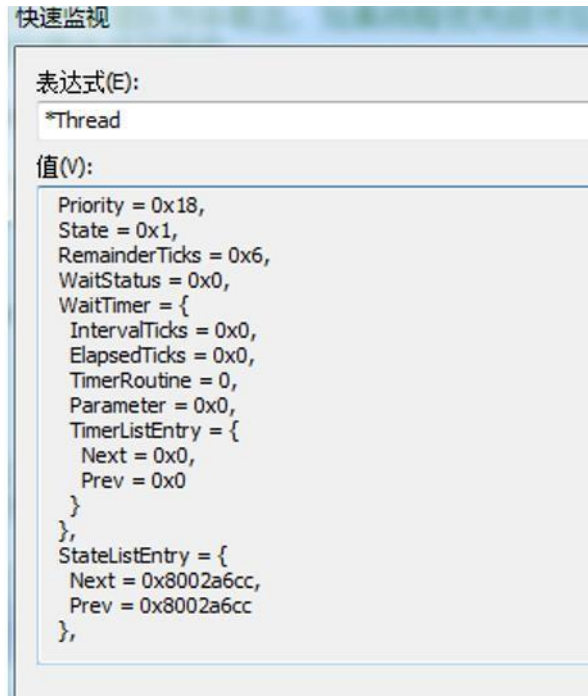 快速监视
表达式(E):
*Thread
值(V):
Priority = 0x18,
State = 0x1,
RemainderTicks = 0x6,
WaitStatus = 0x0,
WaitTimer = {
IntervalTicks = 0x0,
ElapsedTicks = 0x0,
TimerRoutine = 0,
Parameter = 0x0,
TimerListEntry = {
Next = 0x0,
Prev = 0x0
}
},
StateListEntry = {
Next = 0x8002a6cc,
Prev = 0x8002a6cc
},